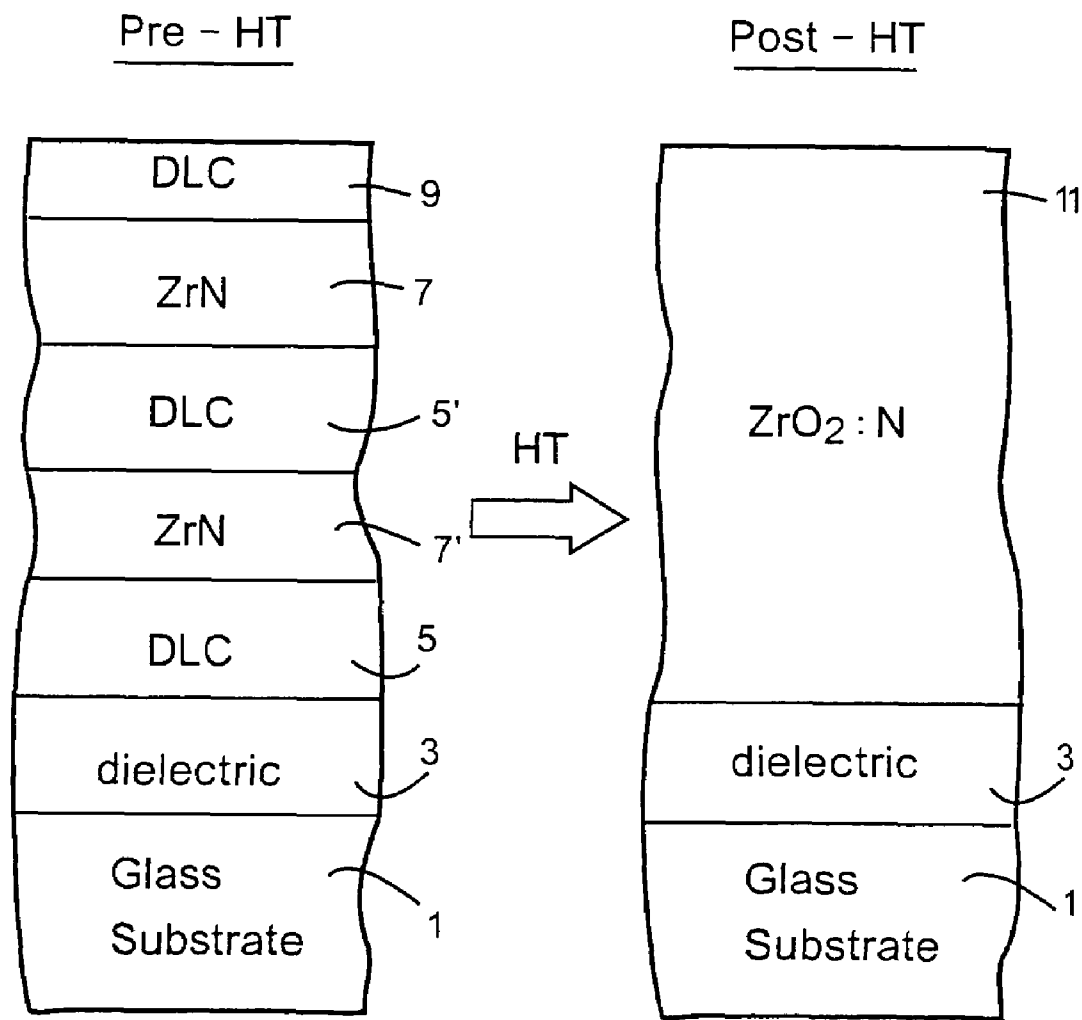 Pre - HT
DLC
9
ZrN
7
DLC
5'
ZrN
7'
DLC
5
dielectric
3
Glass
Substrate
1
HT
Post - HT
11
ZrO2 : N
dielectric
3
Glass
Substrate
1